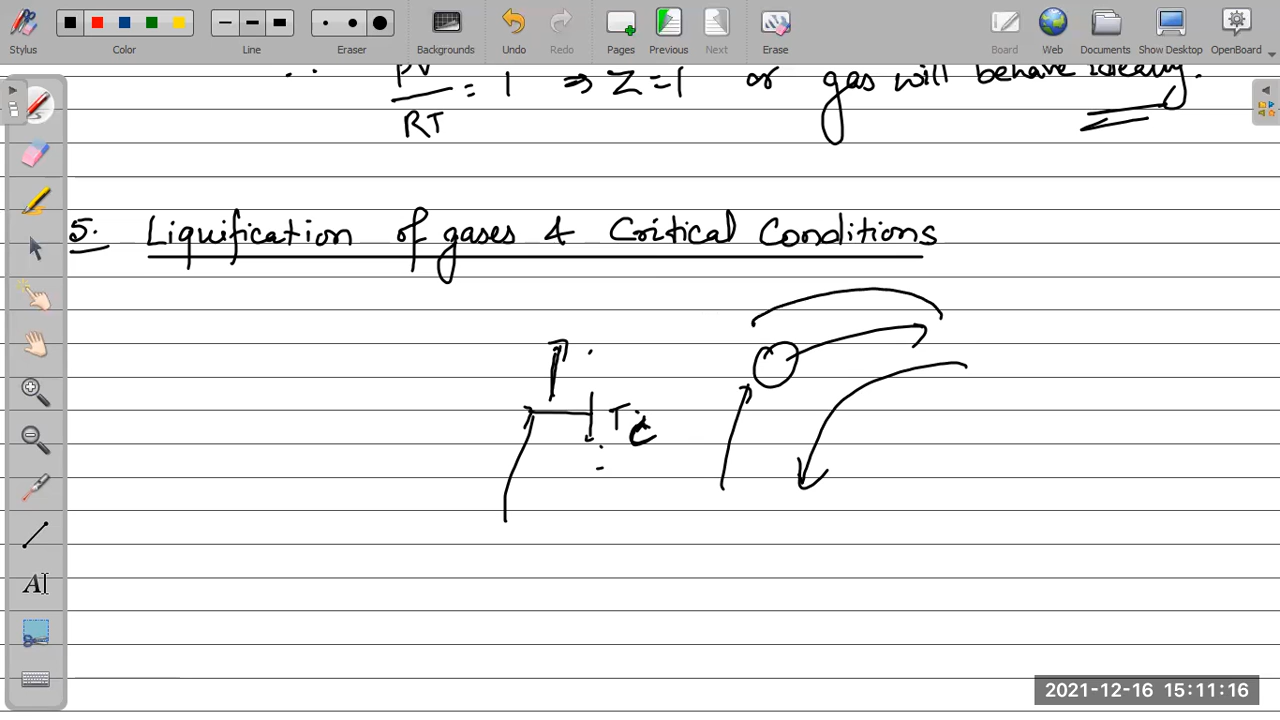 Stylus
Color
Line
Eraser
Backgrounds
Undo
Redo
Pages
Previous
Next
Erase
Board
Web
Documents
Show Desktop
OpenBoard
∴ PV/RT = 1 ⇒ Z = 1 or gas will behave ideally.
5. Liquification of gases & Critical Conditions
Tc
2021-12-16 15:11:16